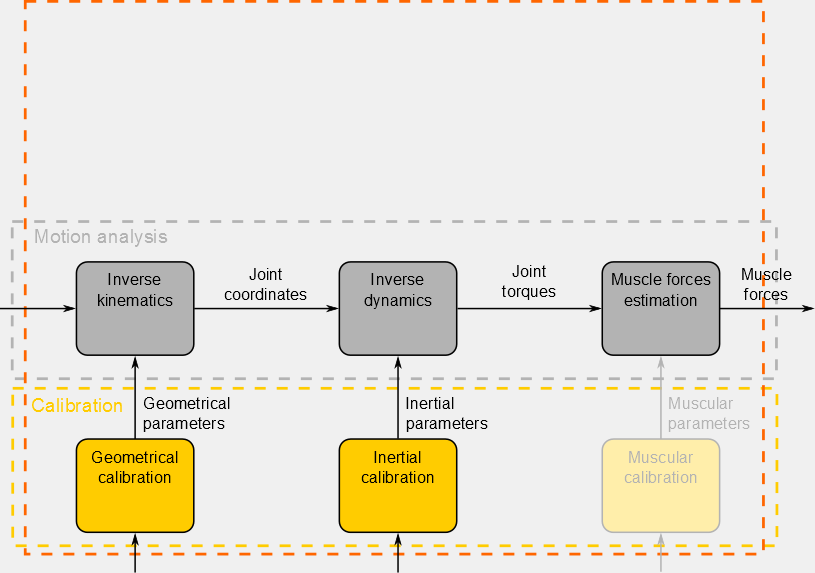 Motion analysis
Inverse
kinematics
Joint
coordinates
Inverse
dynamics
Joint
torques
Muscle forces
estimation
Muscle
forces
Calibration
Geometrical
parameters
Inertial
parameters
Muscular
parameters
Geometrical
calibration
Inertial
calibration
Muscular
calibration